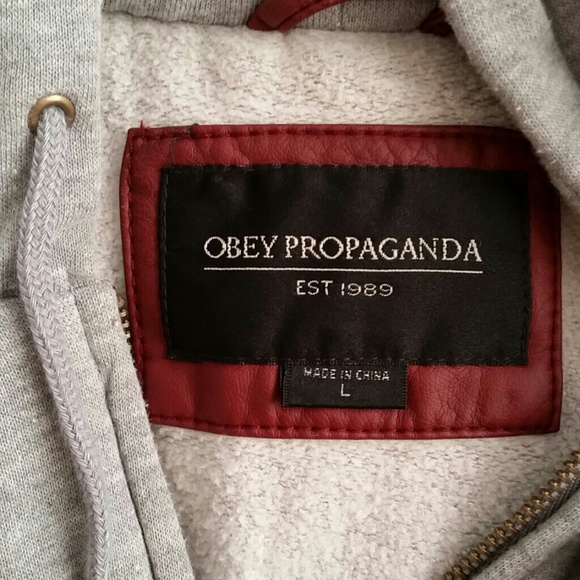 OBEY PROPAGANDA
EST 1989
MADE IN CHINA
L